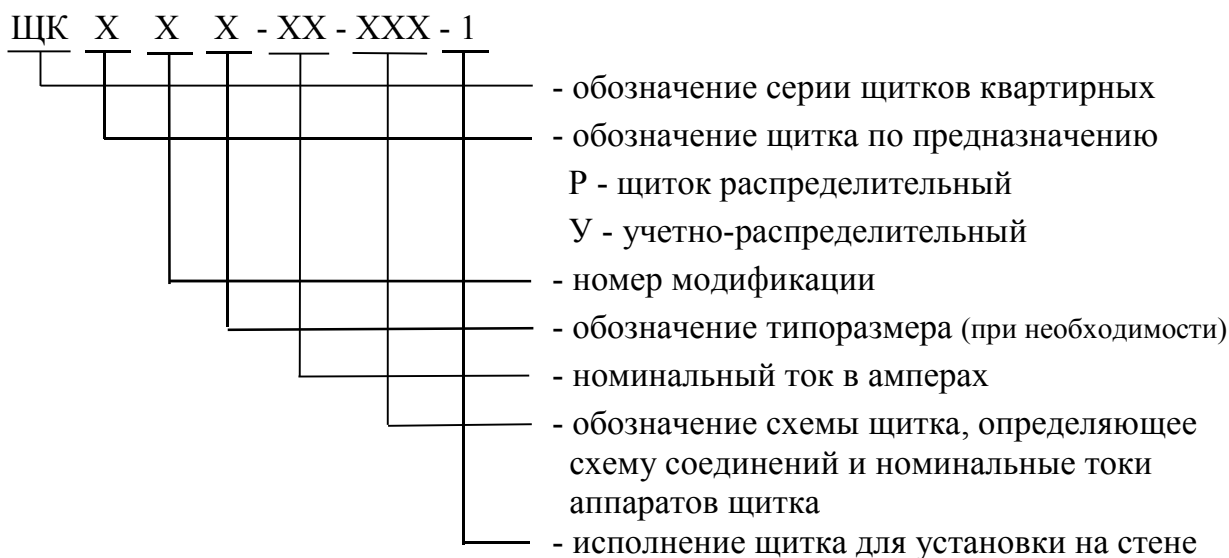 ЩК Х Х Х - ХХ - ХХХ - 1
- обозначение серии щитков квартирных
- обозначение щитка по предназначению
Р - щиток распределительный
У - учетно-распределительный
- номер модификации
- обозначение типоразмера (при необходимости)
- номинальный ток в амперах
- обозначение схемы щитка, определяющее
схему соединений и номинальные токи
аппаратов щитка
- исполнение щитка для установки на стене